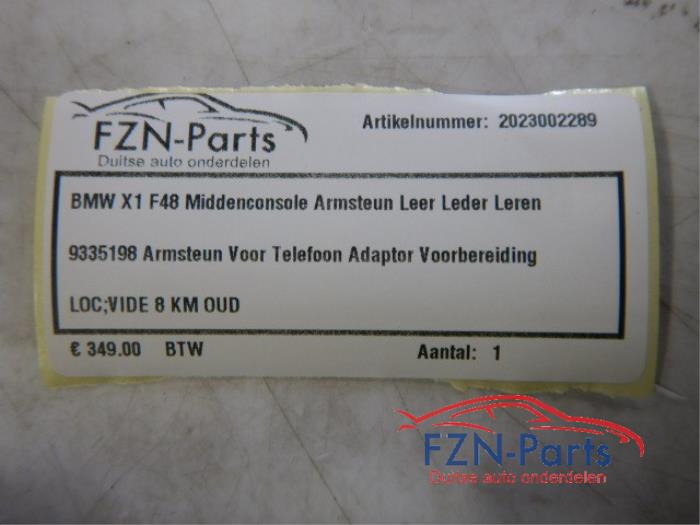 FZN-Parts
Duitse auto onderdelen
Artikelnummer: 2023002289
BMW X1 F48 Middenconsole Armsteun Leer Leder Leren
9335198 Armsteun Voor Telefoon Adaptor Voorbereiding
LOC;VIDE 8 KM OUD
€ 349.00 BTW Aantal: 1
FZN-Parts
Duitse auto onderdelen